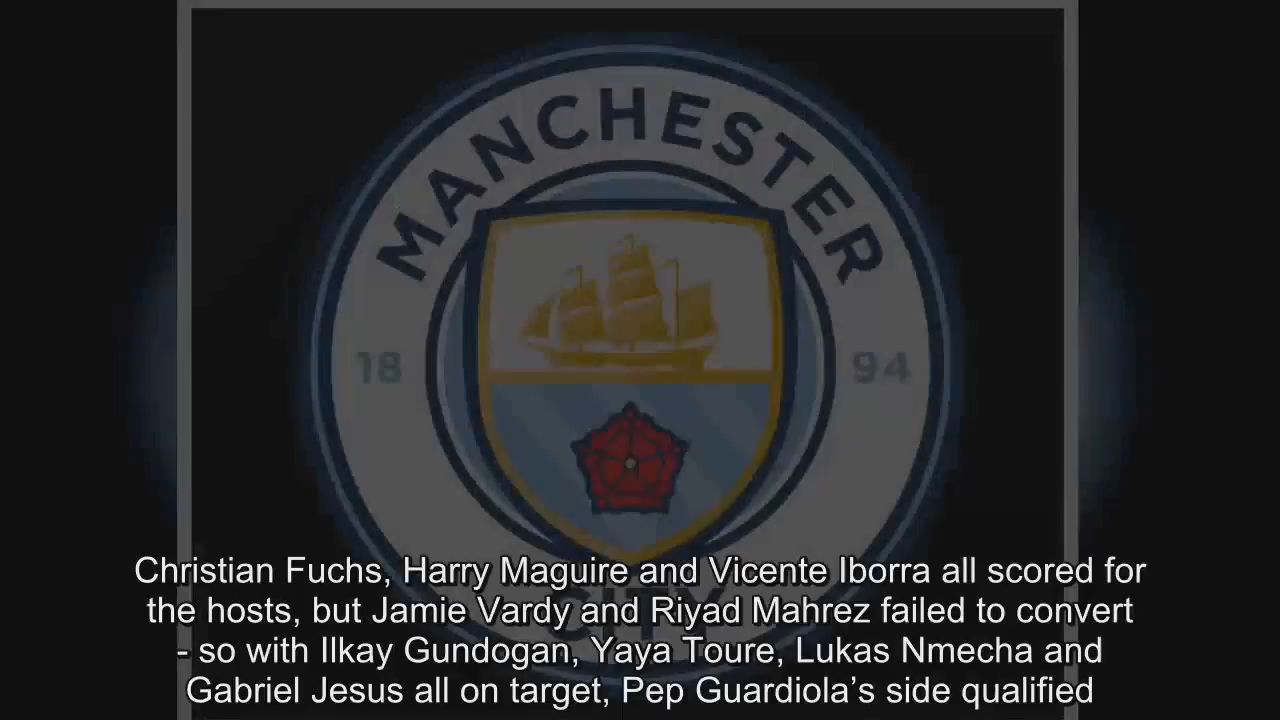 MANCHESTER
18 94
Christian Fuchs, Harry Maguire and Vicente Iborra all scored for
the hosts, but Jamie Vardy and Riyad Mahrez failed to convert
- so with Ilkay Gundogan, Yaya Toure, Lukas Nmecha and
Gabriel Jesus all on target, Pep Guardiola’s side qualified